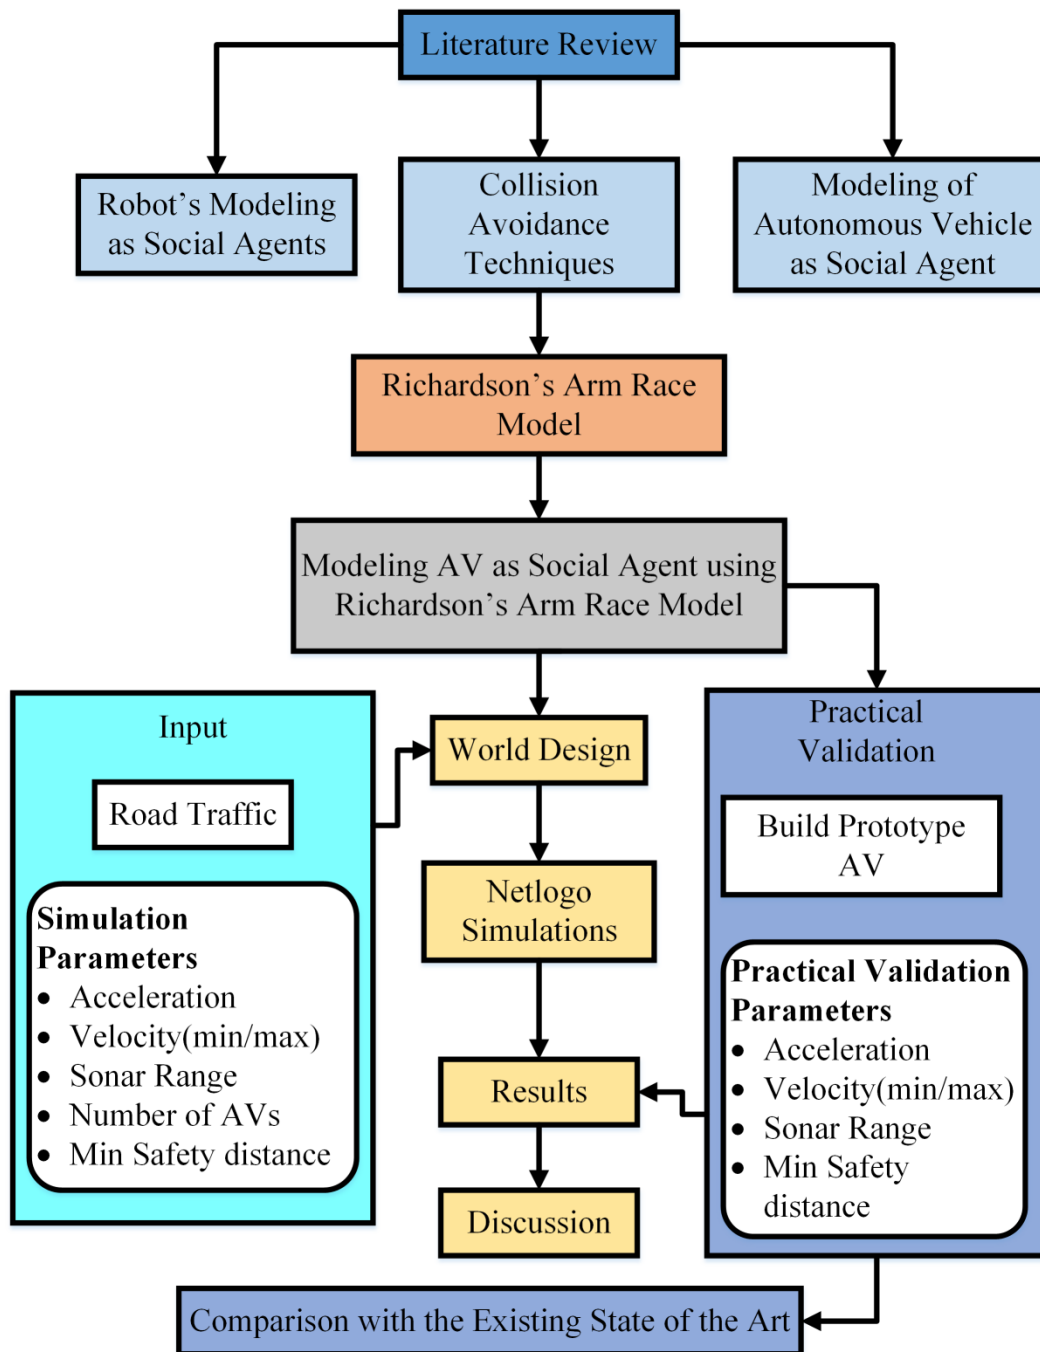 Literature Review
Robot’s Modeling
as Social Agents
Collision
Avoidance
Techniques
Modeling of
Autonomous Vehicle
as Social Agent
Richardson’s Arm Race
Model
Modeling AV as Social Agent using
Richardson’s Arm Race Model
Input
Road Traffic
Simulation
Parameters
• Acceleration
• Velocity(min/max)
• Sonar Range
• Number of AVs
• Min Safety distance
World Design
Netlogo
Simulations
Results
Discussion
Practical
Validation
Build Prototype
AV
Practical Validation
Parameters
• Acceleration
• Velocity(min/max)
• Sonar Range
• Min Safety
distance
Comparison with the Existing State of the Art